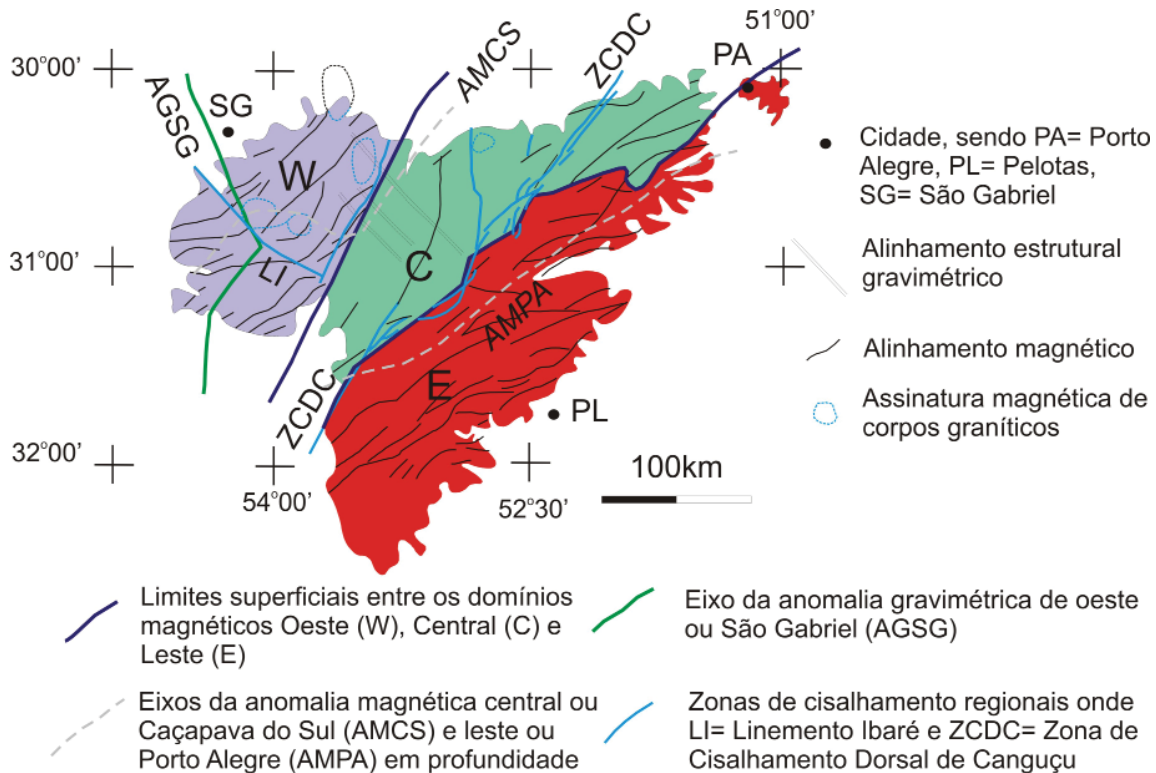 51°00’
30°00’
AGSG
SG
AMCS
ZCDC
PA
W
Cidade, sendo PA= Porto
Alegre, PL= Pelotas,
SG= São Gabriel
31°00’
LI
C
Alinhamento estrutural
gravimétrico
AMPA
Alinhamento magnético
ZCDC
E
PL
Assinatura magnética de
corpos graníticos
32°00’
54°00’
52°30’
100km
Limites superficiais entre os domínios
magnéticos Oeste (W), Central (C) e
Leste (E)
Eixo da anomalia gravimétrica de oeste
ou São Gabriel (AGSG)
Eixos da anomalia magnética central ou
Caçapava do Sul (AMCS) e leste ou
Porto Alegre (AMPA) em profundidade
Zonas de cisalhamento regionais onde
LI= Linemento Ibaré e ZCDC= Zona de
Cisalhamento Dorsal de Canguçu